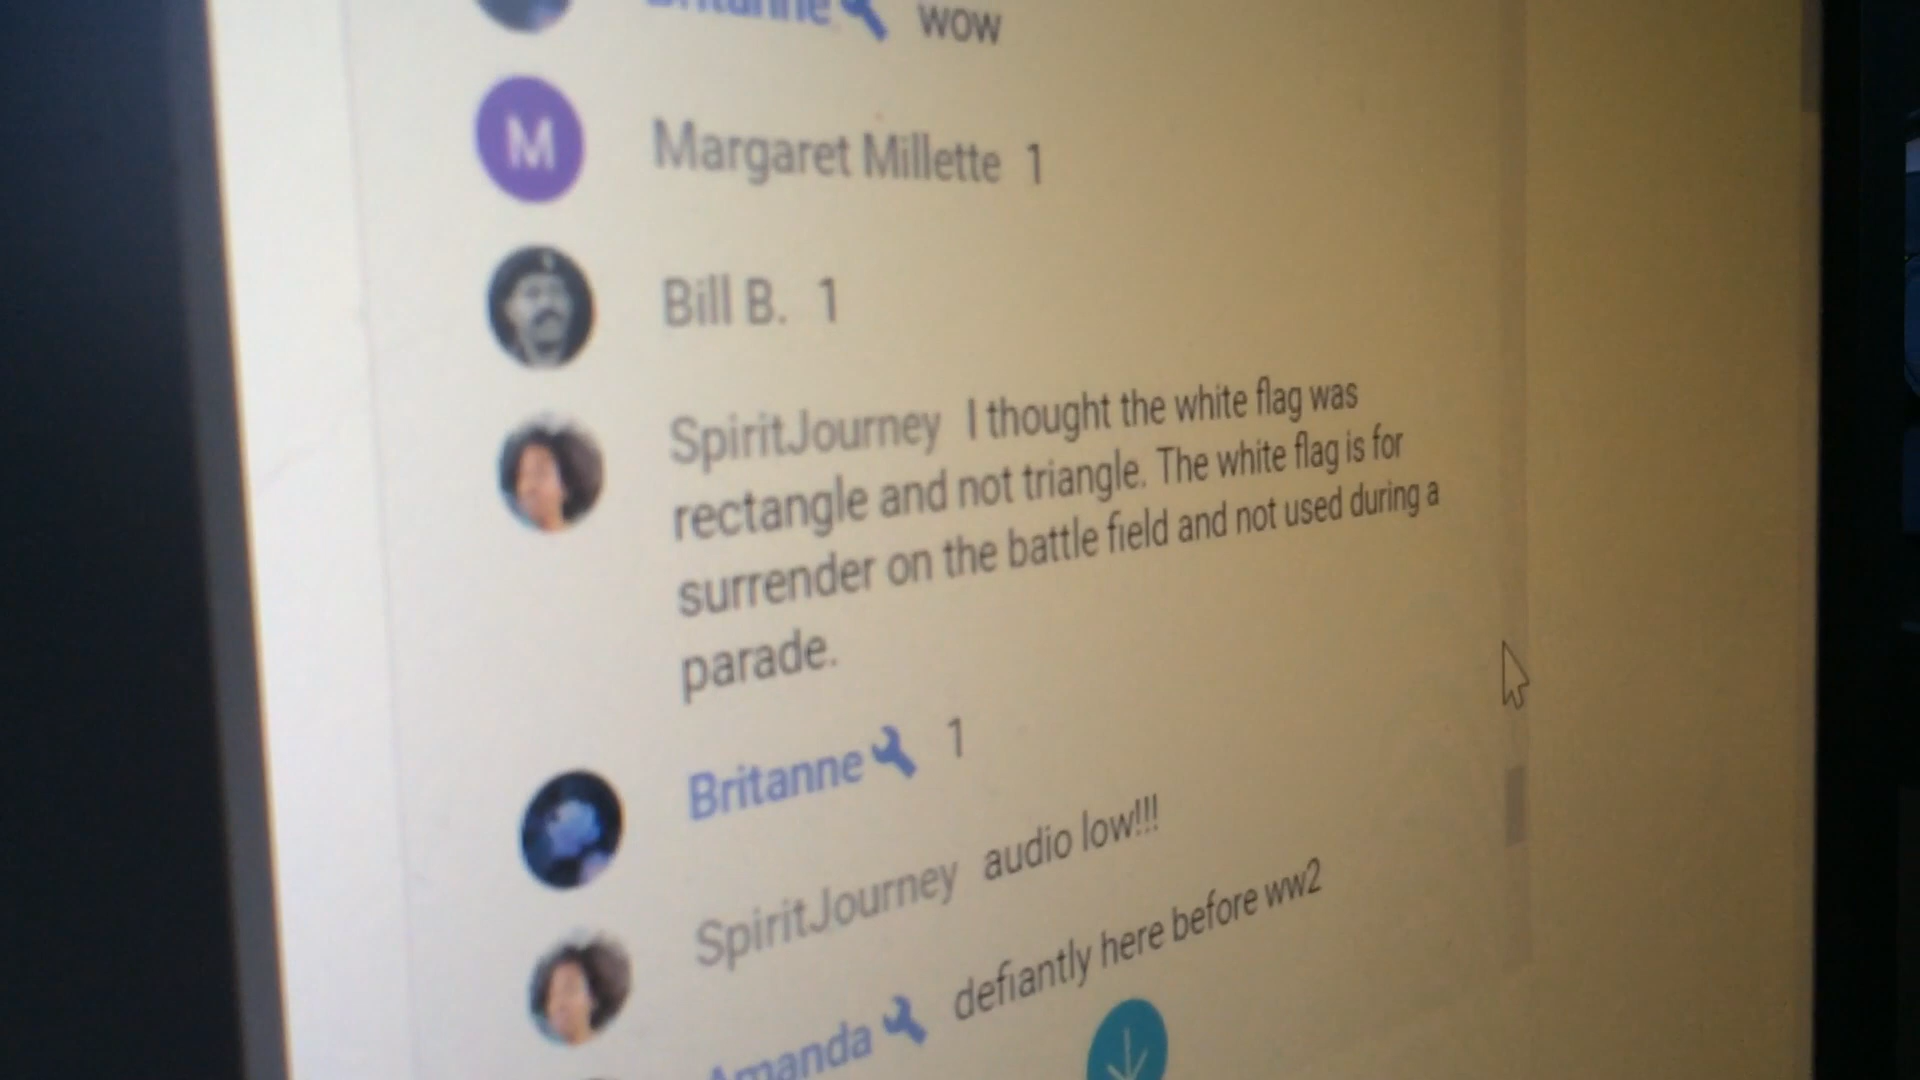 Britanne wow
M Margaret Millette 1
Bill B. 1
SpiritJourney I thought the white flag was
rectangle and not triangle. The white flag is for
surrender on the battle field and not used during a
parade.
Britanne 1
SpiritJourney audio low!!!
Amanda defiantly here before ww2